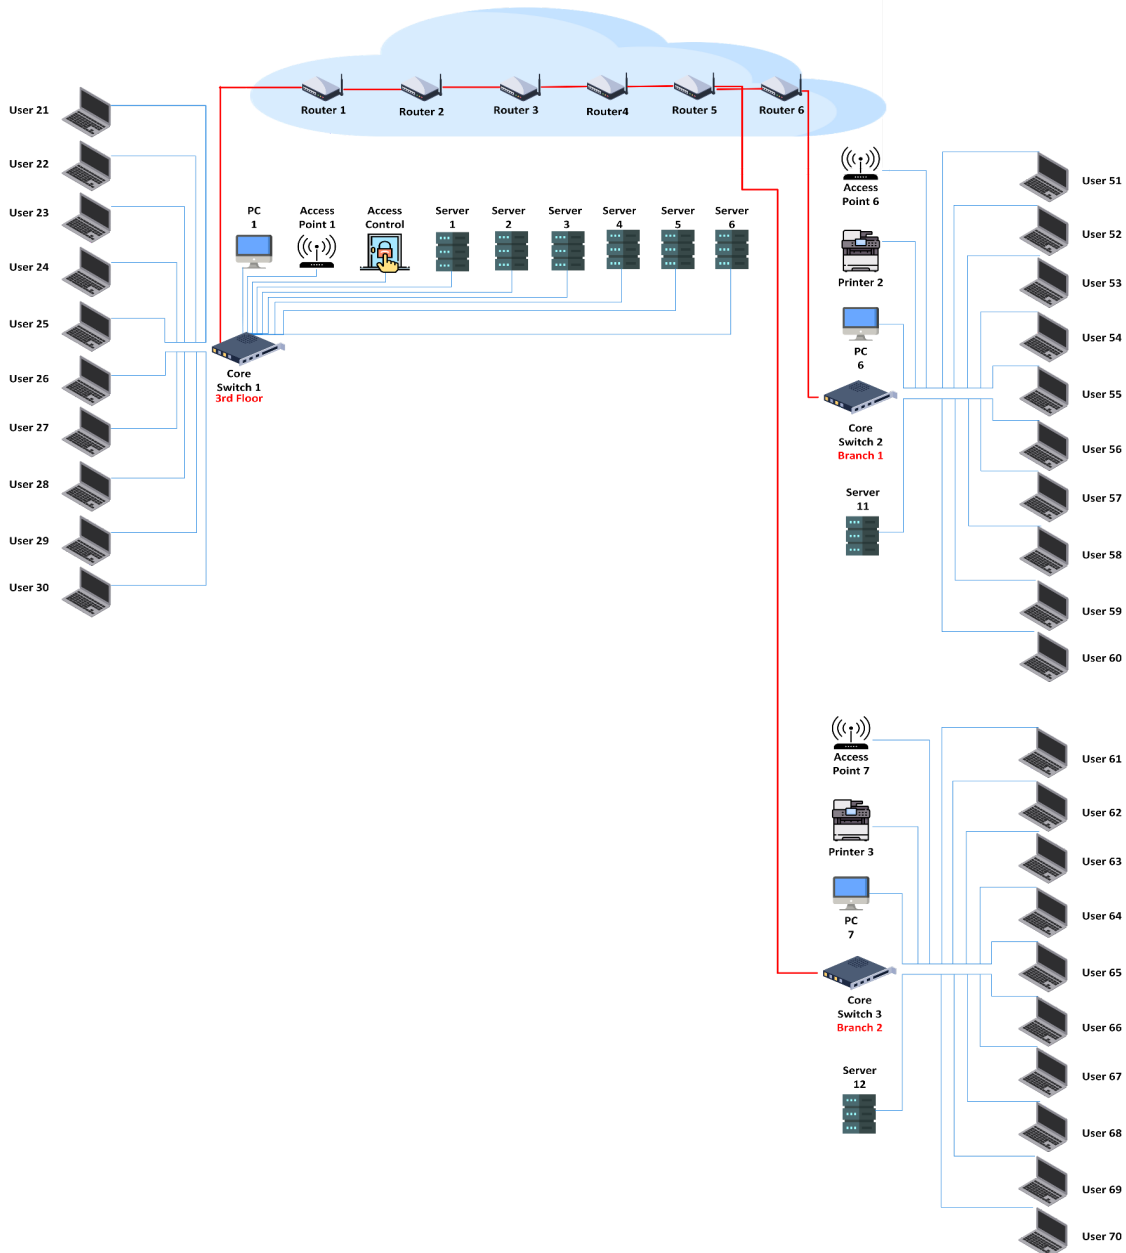 Router 1
Router 2
Router 3
Router4
Router 5
Router 6
User 21
User 22
User 23
User 24
User 25
User 26
User 27
User 28
User 29
User 30
PC
1
Access
Point 1
Access
Control
Server
1
Server
2
Server
3
Server
4
Server
5
Server
6
Core
Switch 1
3rd Floor
Access
Point 6
Printer 2
PC
6
Core
Switch 2
Branch 1
Server
11
User 51
User 52
User 53
User 54
User 55
User 56
User 57
User 58
User 59
User 60
Access
Point 7
Printer 3
PC
7
Core
Switch 3
Branch 2
Server
12
User 61
User 62
User 63
User 64
User 65
User 66
User 67
User 68
User 69
User 70